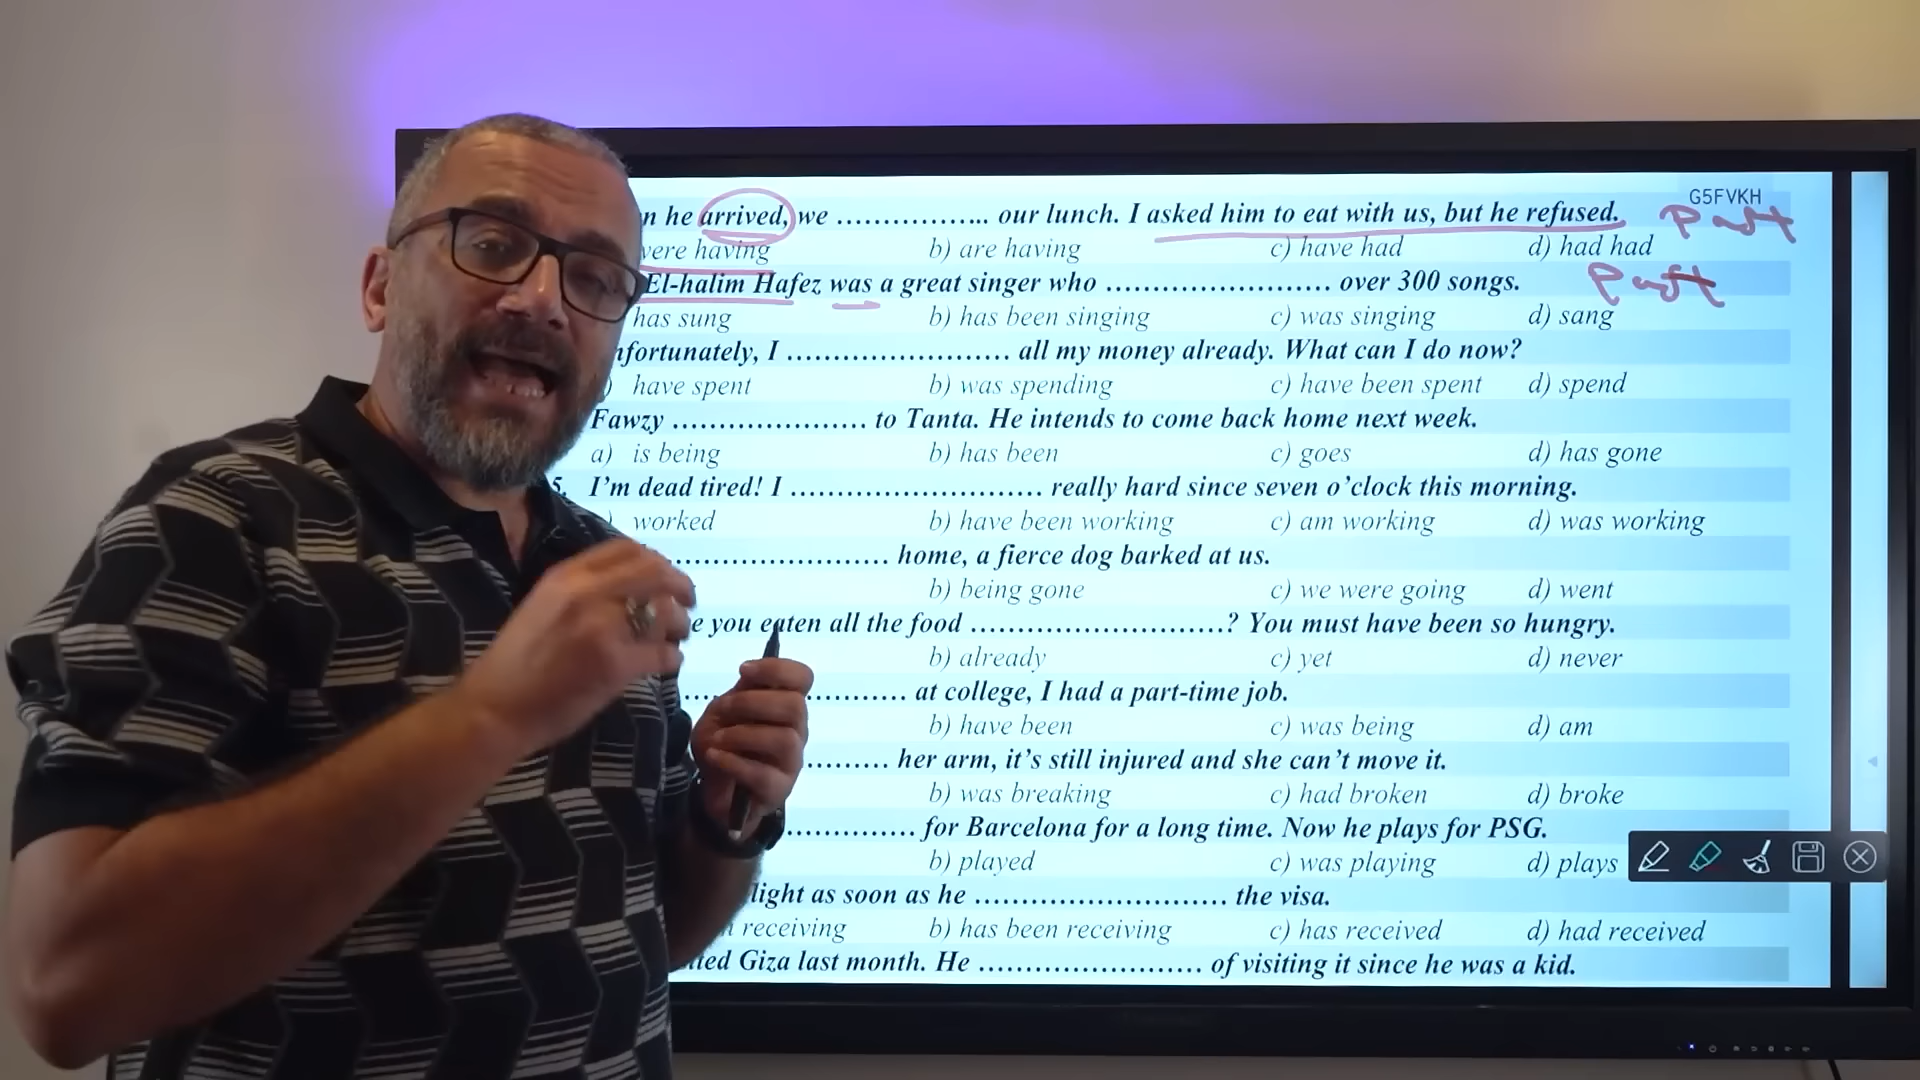 G5FVKH
he arrived, we .................. our lunch. I asked him to eat with us, but he refused. Past
were having b) are having c) have had d) had had
El-halim Hafez was a great singer who ........................ over 300 songs. Past
has sung b) has been singing c) was singing d) sang
nfortunately, I ........................ all my money already. What can I do now?
) have spent b) was spending c) have been spent d) spend
Fawzy ..................... to Tanta. He intends to come back home next week.
a) is being b) has been c) goes d) has gone
5. I'm dead tired! I ........................... really hard since seven o'clock this morning.
) worked b) have been working c) am working d) was working
........................ home, a fierce dog barked at us.
b) being gone c) we were going d) went
e you eaten all the food ...........................? You must have been so hungry.
b) already c) yet d) never
........................ at college, I had a part-time job.
b) have been c) was being d) am
......... her arm, it's still injured and she can't move it.
b) was breaking c) had broken d) broke
.............. for Barcelona for a long time. Now he plays for PSG.
b) played c) was playing d) plays
light as soon as he ........................... the visa.
receiving b) has been receiving c) has received d) had received
ited Giza last month. He ........................ of visiting it since he was a kid.